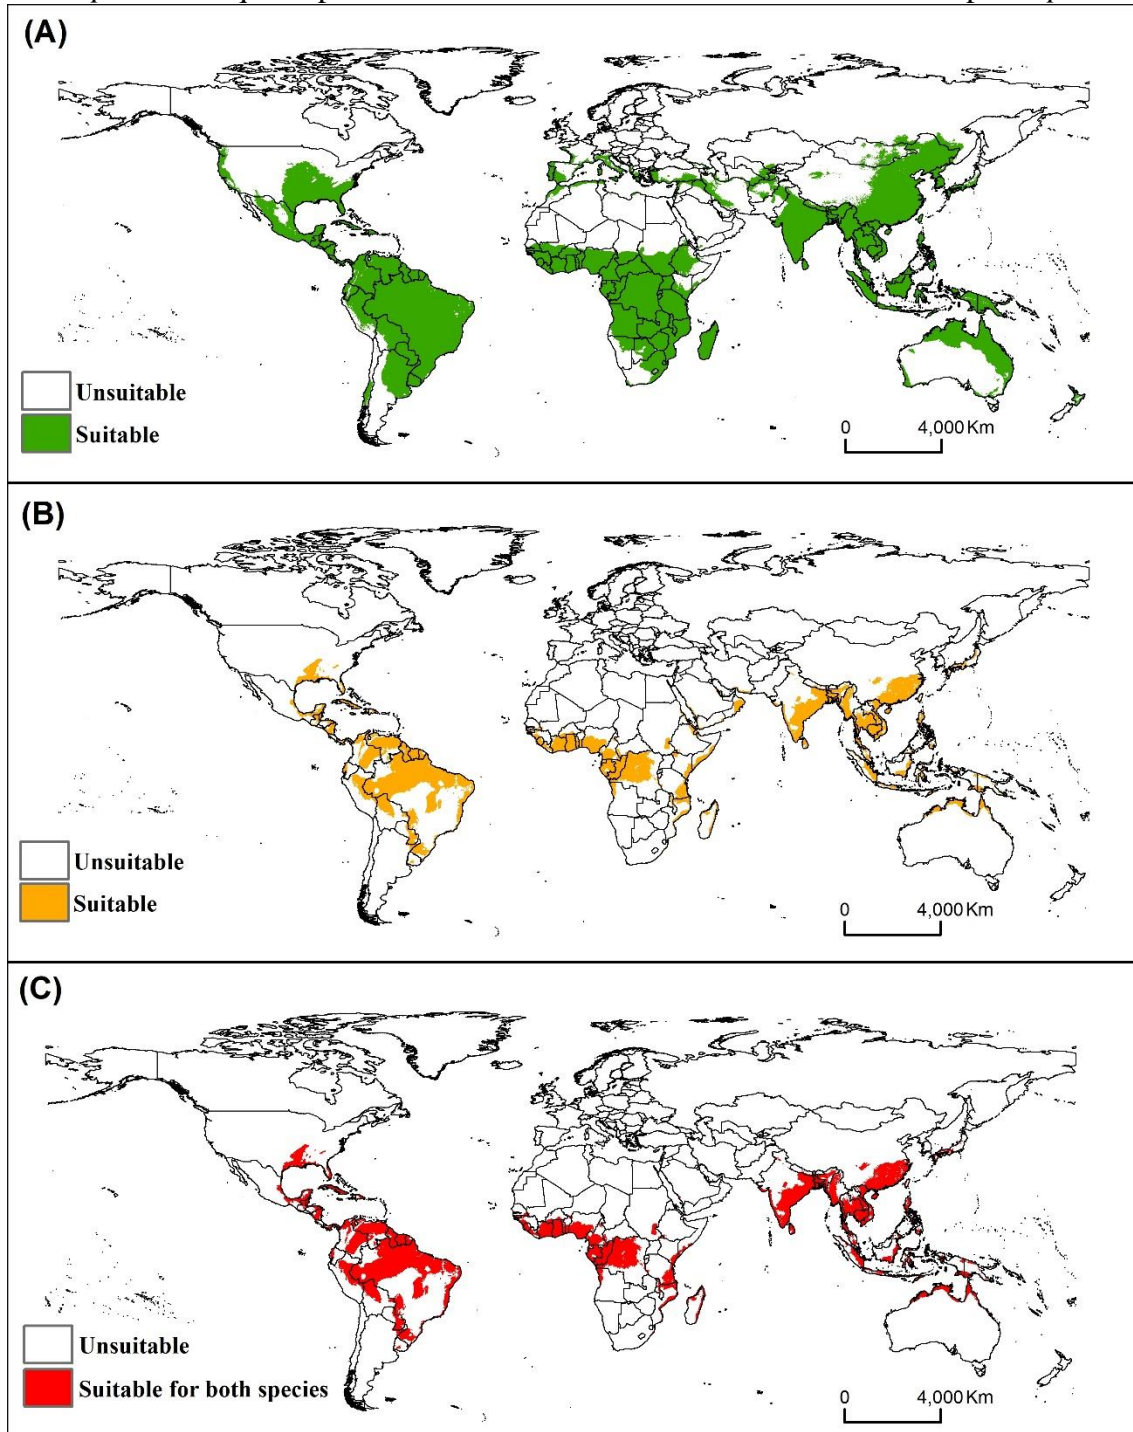 (A)
Unsuitable
Suitable
0 4,000 Km
(B)
Unsuitable
Suitable
0 4,000 Km
(C)
Unsuitable
Suitable for both species
0 4,000 Km